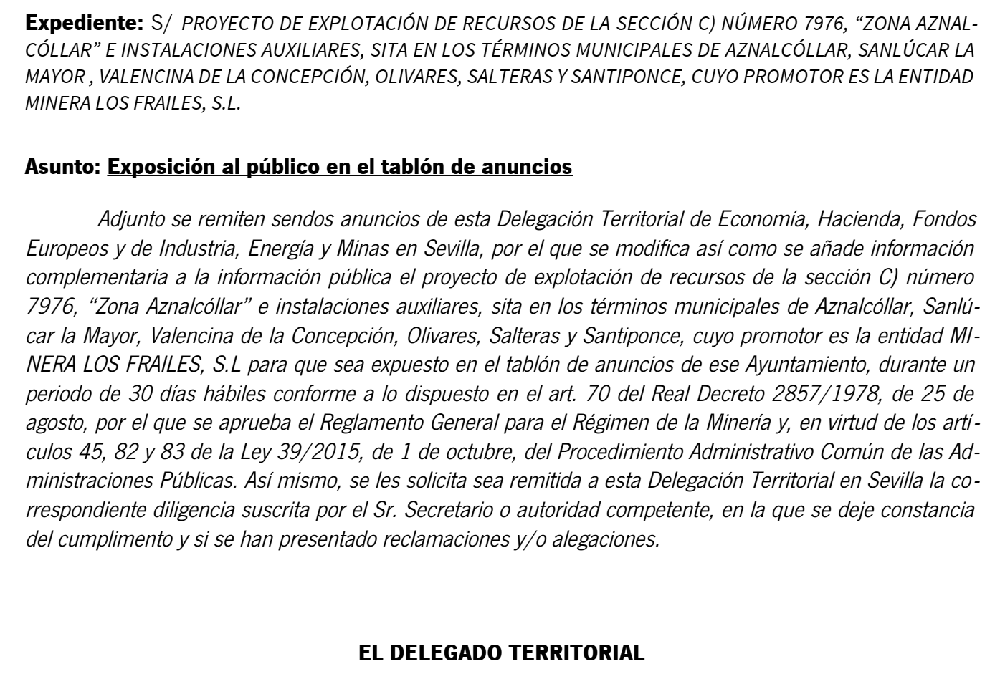 Expediente: S/ PROYECTO DE EXPLOTACIÓN DE RECURSOS DE LA SECCIÓN C) NÚMERO 7976, “ZONA AZNAL-
CÓLLAR” E INSTALACIONES AUXILIARES, SITA EN LOS TÉRMINOS MUNICIPALES DE AZNALCÓLLAR, SANLÚCAR LA
MAYOR , VALENCINA DE LA CONCEPCIÓN, OLIVARES, SALTERAS Y SANTIPONCE, CUYO PROMOTOR ES LA ENTIDAD
MINERA LOS FRAILES, S.L.
Asunto: Exposición al público en el tablón de anuncios
Adjunto se remiten sendos anuncios de esta Delegación Territorial de Economía, Hacienda, Fondos
Europeos y de Industria, Energía y Minas en Sevilla, por el que se modifica así como se añade información
complementaria a la información pública el proyecto de explotación de recursos de la sección C) número
7976, “Zona Aznalcóllar” e instalaciones auxiliares, sita en los términos municipales de Aznalcóllar, Sanlú-
car la Mayor, Valencina de la Concepción, Olivares, Salteras y Santiponce, cuyo promotor es la entidad MI-
NERA LOS FRAILES, S.L para que sea expuesto en el tablón de anuncios de ese Ayuntamiento, durante un
periodo de 30 días hábiles conforme a lo dispuesto en el art. 70 del Real Decreto 2857/1978, de 25 de
agosto, por el que se aprueba el Reglamento General para el Régimen de la Minería y, en virtud de los artí-
culos 45, 82 y 83 de la Ley 39/2015, de 1 de octubre, del Procedimiento Administrativo Común de las Ad-
ministraciones Públicas. Así mismo, se les solicita sea remitida a esta Delegación Territorial en Sevilla la co-
rrespondiente diligencia suscrita por el Sr. Secretario o autoridad competente, en la que se deje constancia
del cumplimento y si se han presentado reclamaciones y/o alegaciones.
EL DELEGADO TERRITORIAL